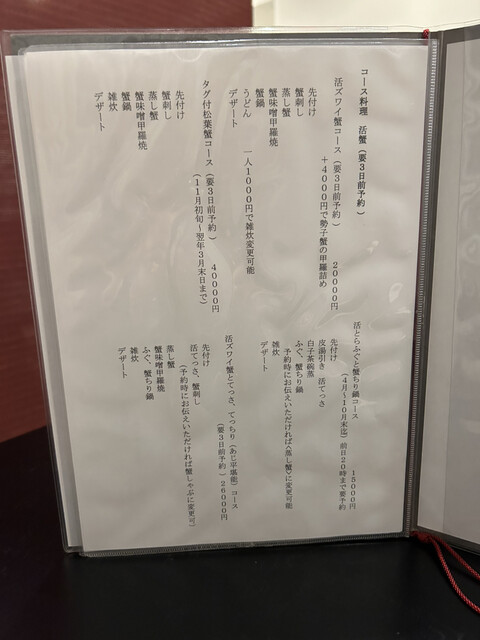 コース料理　活蟹（要３日前予約）
活ズワイ蟹コース（要３日前予約）　２００００円
＋４０００円で勢子蟹の甲羅詰め
先付け
蟹刺し
蒸し蟹
蟹味噌甲羅焼
蟹鍋
うどん　一人１０００円で雑炊変更可能
デザート
タグ付松葉蟹コース（要３日前予約）　４００００円
（１１月初旬～翌年３月末日まで）
先付け
蟹刺し
蒸し蟹
蟹味噌甲羅焼
蟹鍋
雑炊
デザート
活とらふぐと蟹ちり鍋コース　１８０００円
（４月～１０月末迄）前日２０時まで要予約
先付け
皮湯引き　活てっさ
白子茶碗蒸
ふぐ、蟹ちり鍋
予約時にお伝えいただければ<蒸し蟹>に変更可能
雑炊
デザート
活ズワイ蟹とてっさ、てっちり（あじ平堪能）コース
（要３日前予約）２６０００円
先付け
活てっさ、蟹刺し
（予約時にお伝えいただければ蟹しゃぶに変更可）
蒸し蟹
蟹味噌甲羅焼
ふぐ、蟹ちり鍋
雑炊
デザート